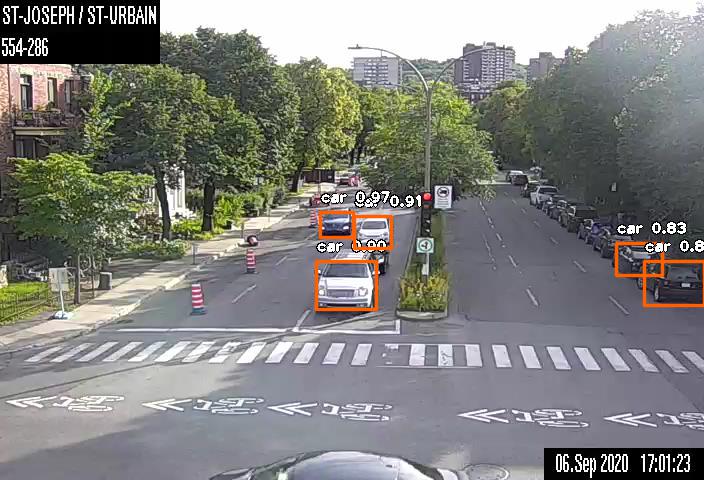 ST-JOSEPH / ST-URBAIN
554-286
car 0.97
0.91
car 0.83
car 0.8
06.Sep 2020 17:01:23